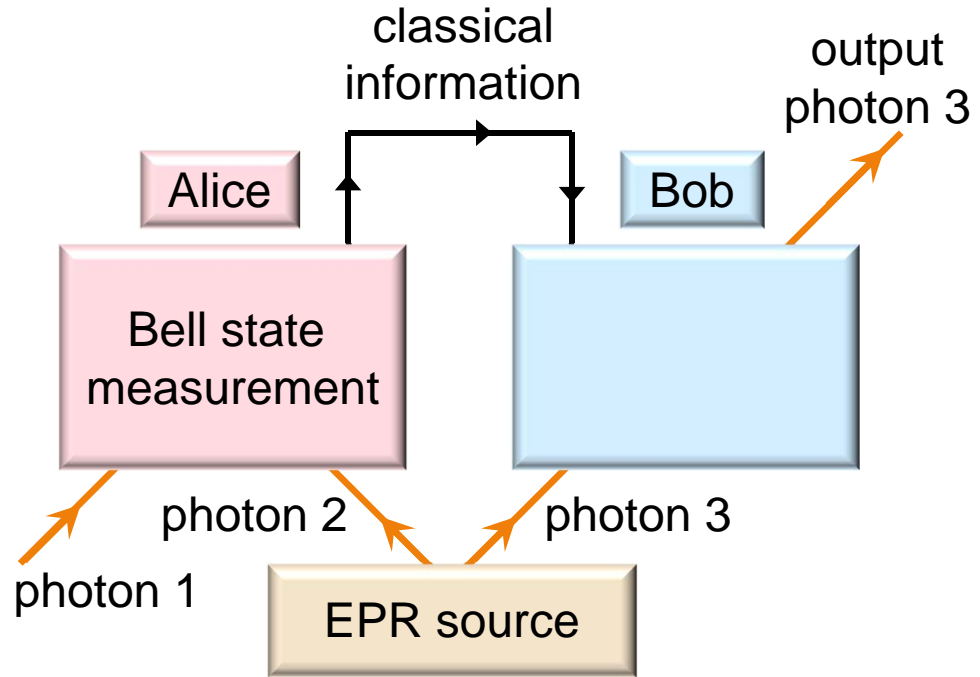 classical
information
output
photon 3
Alice
Bob
Bell state
measurement
photon 2
photon 3
photon 1
EPR source